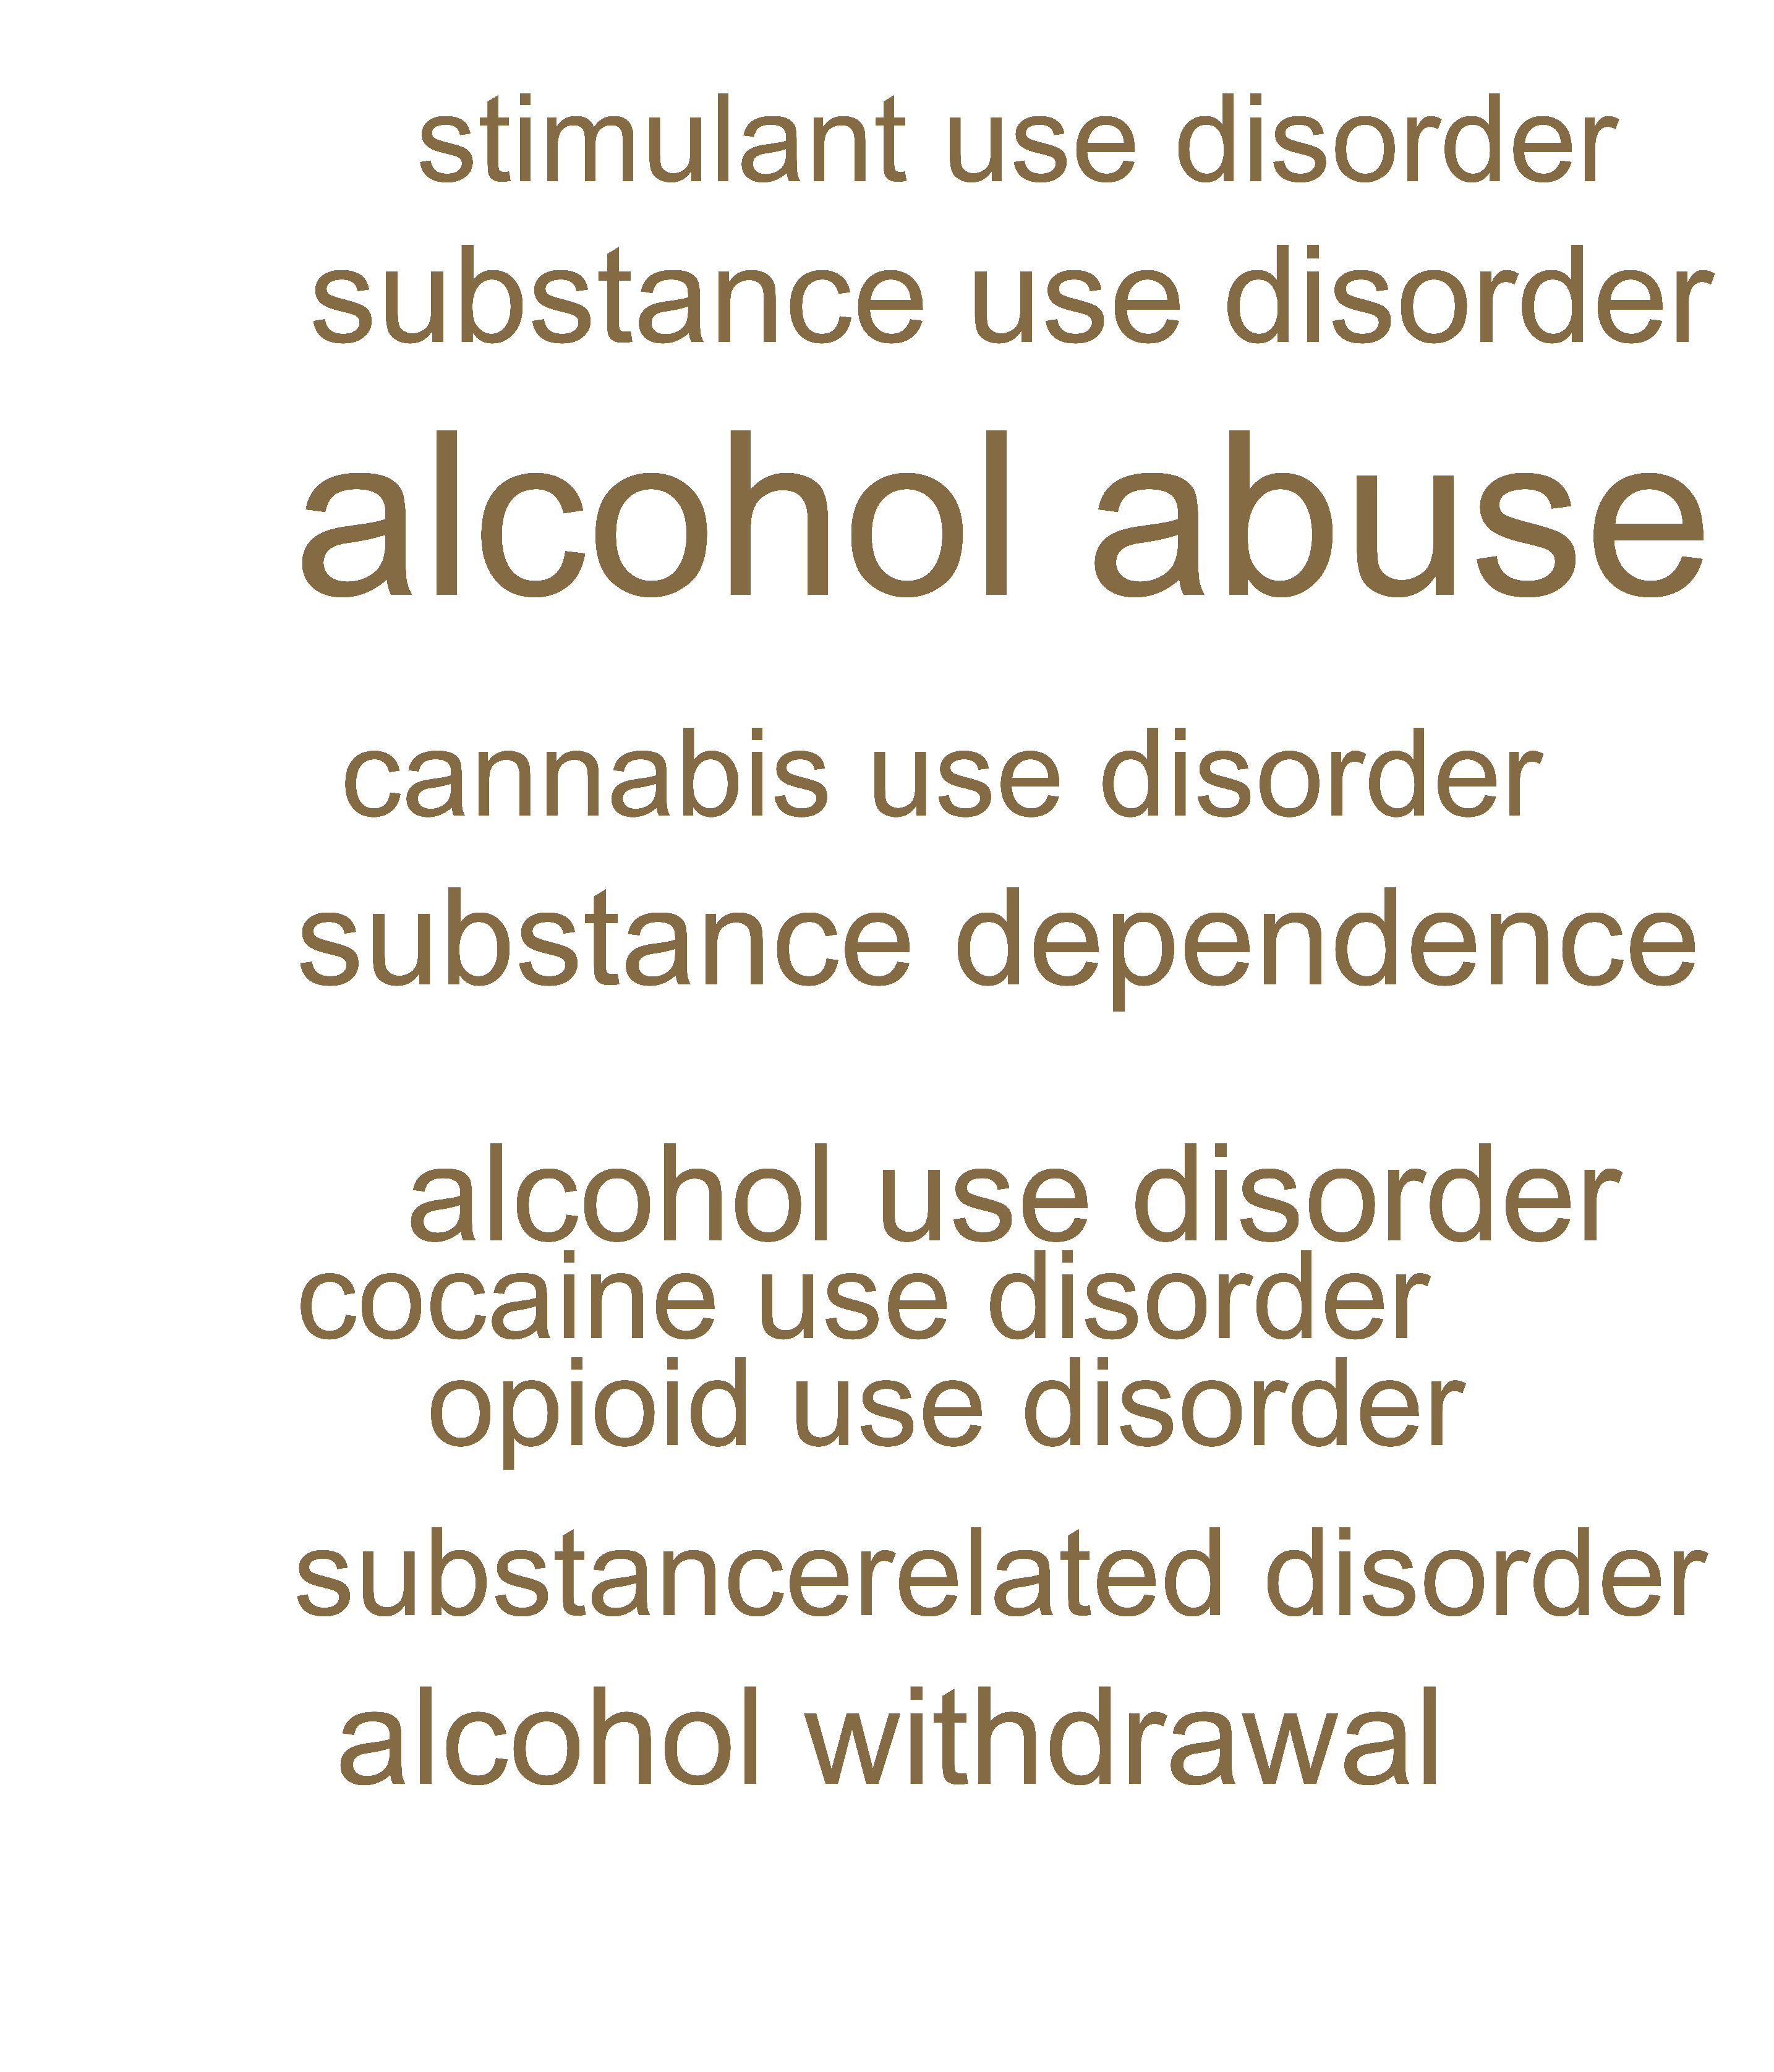 stimulant use disorder
substance use disorder
alcohol abuse
cannabis use disorder
substance dependence
alcohol use disorder
cocaine use disorder
opioid use disorder
substancerelated disorder
alcohol withdrawal